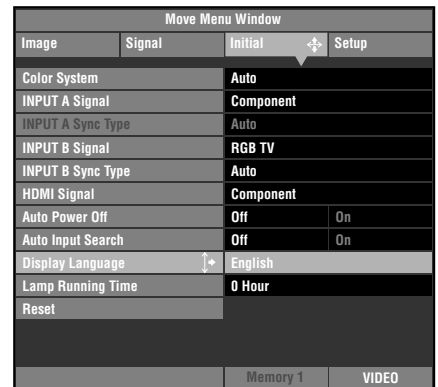 Move Menu Window
Image Signal Initial Setup
Color System Auto
INPUT A Signal Component
INPUT A Sync Type Auto
INPUT B Signal RGB TV
INPUT B Sync Type Auto
HDMI Signal Component
Auto Power Off Off On
Auto Input Search Off On
Display Language English
Lamp Running Time 0 Hour
Reset
Memory 1 VIDEO